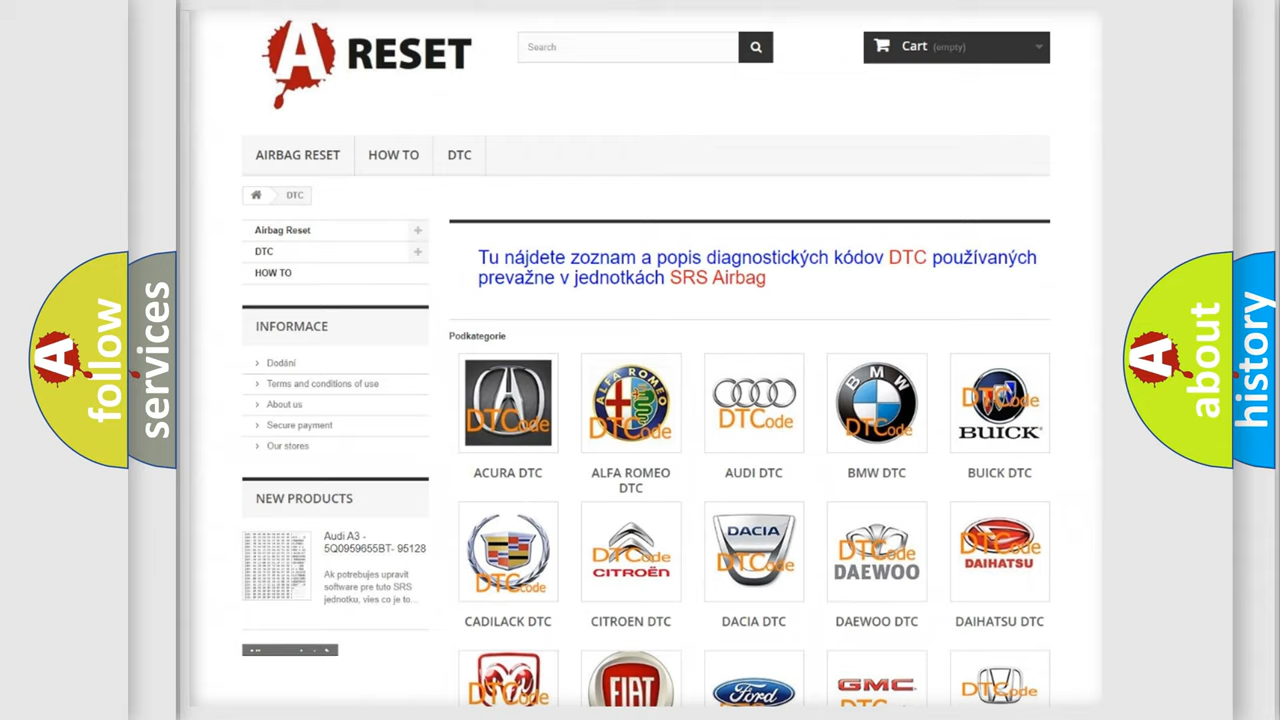 A RESET
Search
Cart (empty)
AIRBAG RESET
HOW TO
DTC
DTC
Airbag Reset
DTC
HOW TO
Tu nájdete zoznam a popis diagnostických kódov DTC používaných
prevažne v jednotkách SRS Airbag
INFORMACE
Dodání
Terms and conditions of use
About us
Secure payment
Our stores
NEW PRODUCTS
Audi A3 -
5Q0959655BT- 95128
Ak potrebujes upravit
software pre tuto SRS
jednotku, vies co je to...
Podkategorie
DTCode
ALFA ROMEO
DTCode
DTCode
BMW
DTCode
DTCode
BUICK
ACURA DTC
ALFA ROMEO
DTC
AUDI DTC
BMW DTC
BUICK DTC
DTCode
DTCode
CITROËN
DACIA
DTCode
DTCode
DAEWOO
DTCode
DAIHATSU
CADILACK DTC
CITROEN DTC
DACIA DTC
DAEWOO DTC
DAIHATSU DTC
DTCode
FIAT
Ford
GMC
DTCode
A follow
services
A about
history